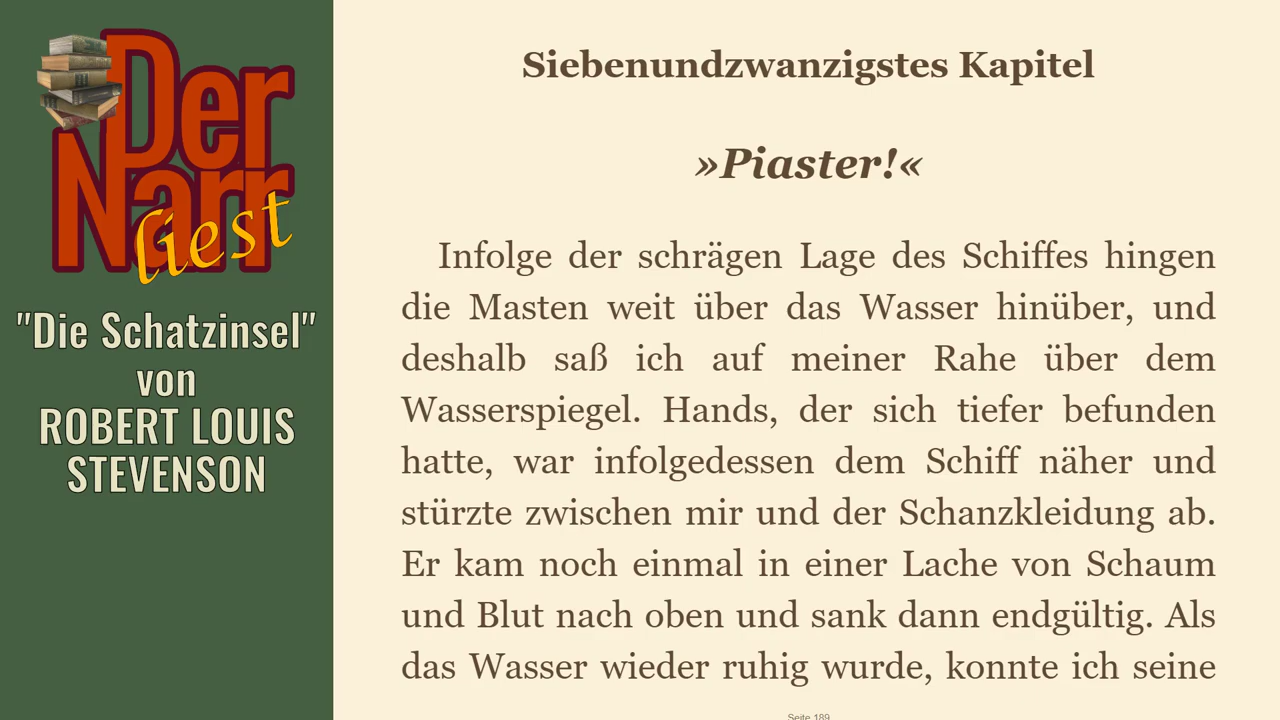 Der
Narr
liest
"Die Schatzinsel"
von
ROBERT LOUIS
STEVENSON
Siebenundzwanzigstes Kapitel
»Piaster!«
Infolge der schrägen Lage des Schiffes hingen
die Masten weit über das Wasser hinüber, und
deshalb saß ich auf meiner Rahe über dem
Wasserspiegel. Hands, der sich tiefer befunden
hatte, war infolgedessen dem Schiff näher und
stürzte zwischen mir und der Schanzkleidung ab.
Er kam noch einmal in einer Lache von Schaum
und Blut nach oben und sank dann endgültig. Als
das Wasser wieder ruhig wurde, konnte ich seine
Seite 189